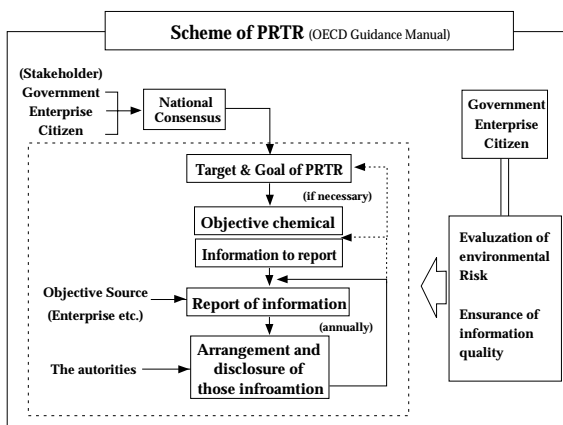 Scheme of PRTR (OECD Guidance Manual)
(Stakeholder)
Government
Enterprise
Citizen
National
Consensus
Target & Goal of PRTR
(if necessary)
Objective chemical
Information to report
Objective Source
(Enterprise etc.)
Report of information
(annually)
The autorities
Arrangement and
disclosure of
those infroamtion
Government
Enterprise
Citizen
Evaluzation of
environmental
Risk
Ensurance of
information
quality